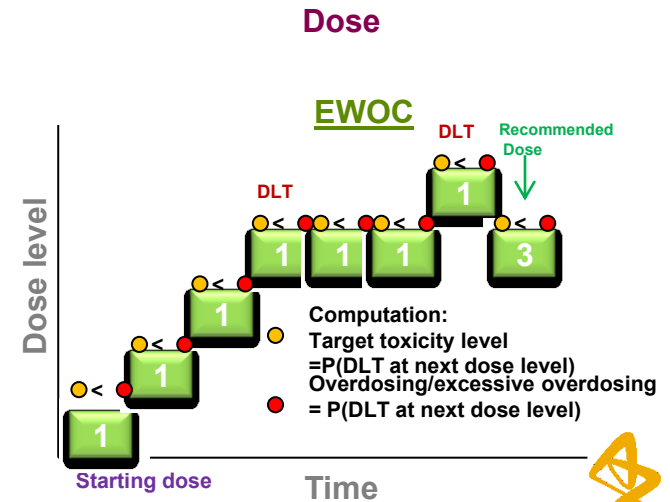 Dose
EWOC
DLT
Recommended
Dose
< 
1
DLT
< < < <
1 1 1 3
<
1
<
1
<
1
Dose level
Computation:
Target toxicity level
=P(DLT at next dose level)
Overdosing/excessive overdosing
= P(DLT at next dose level)
Starting dose
Time